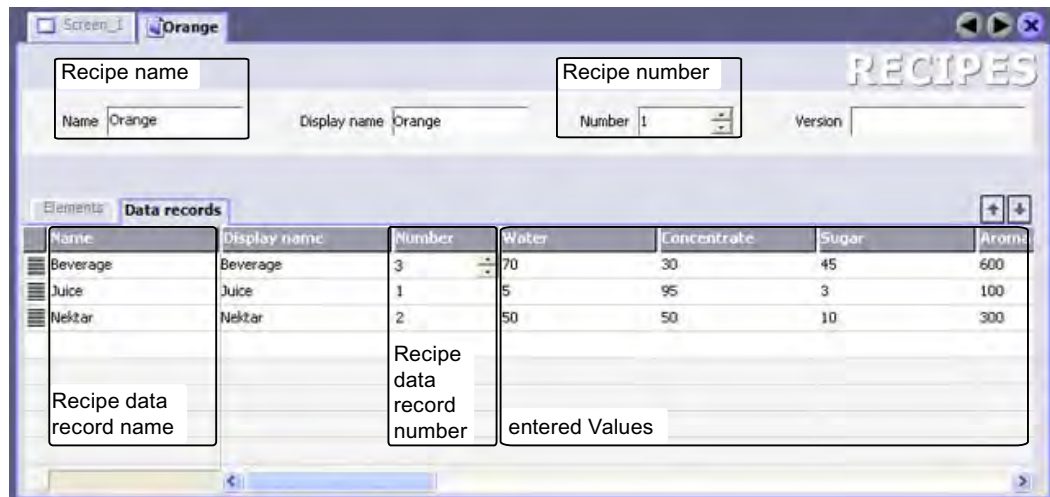 Screen_1 Orange
Recipe name
Recipe number
RECIPES
Name Orange
Display name Orange
Number 1
Version
Elements Data records
Name Display name Number Water Concentrate Sugar Aroma
Beverage Beverage 3 70 30 45 600
Juice Juice 1 5 95 3 100
Nektar Nektar 2 50 50 10 300
Recipe data
record name
Recipe
data
record
number
entered Values